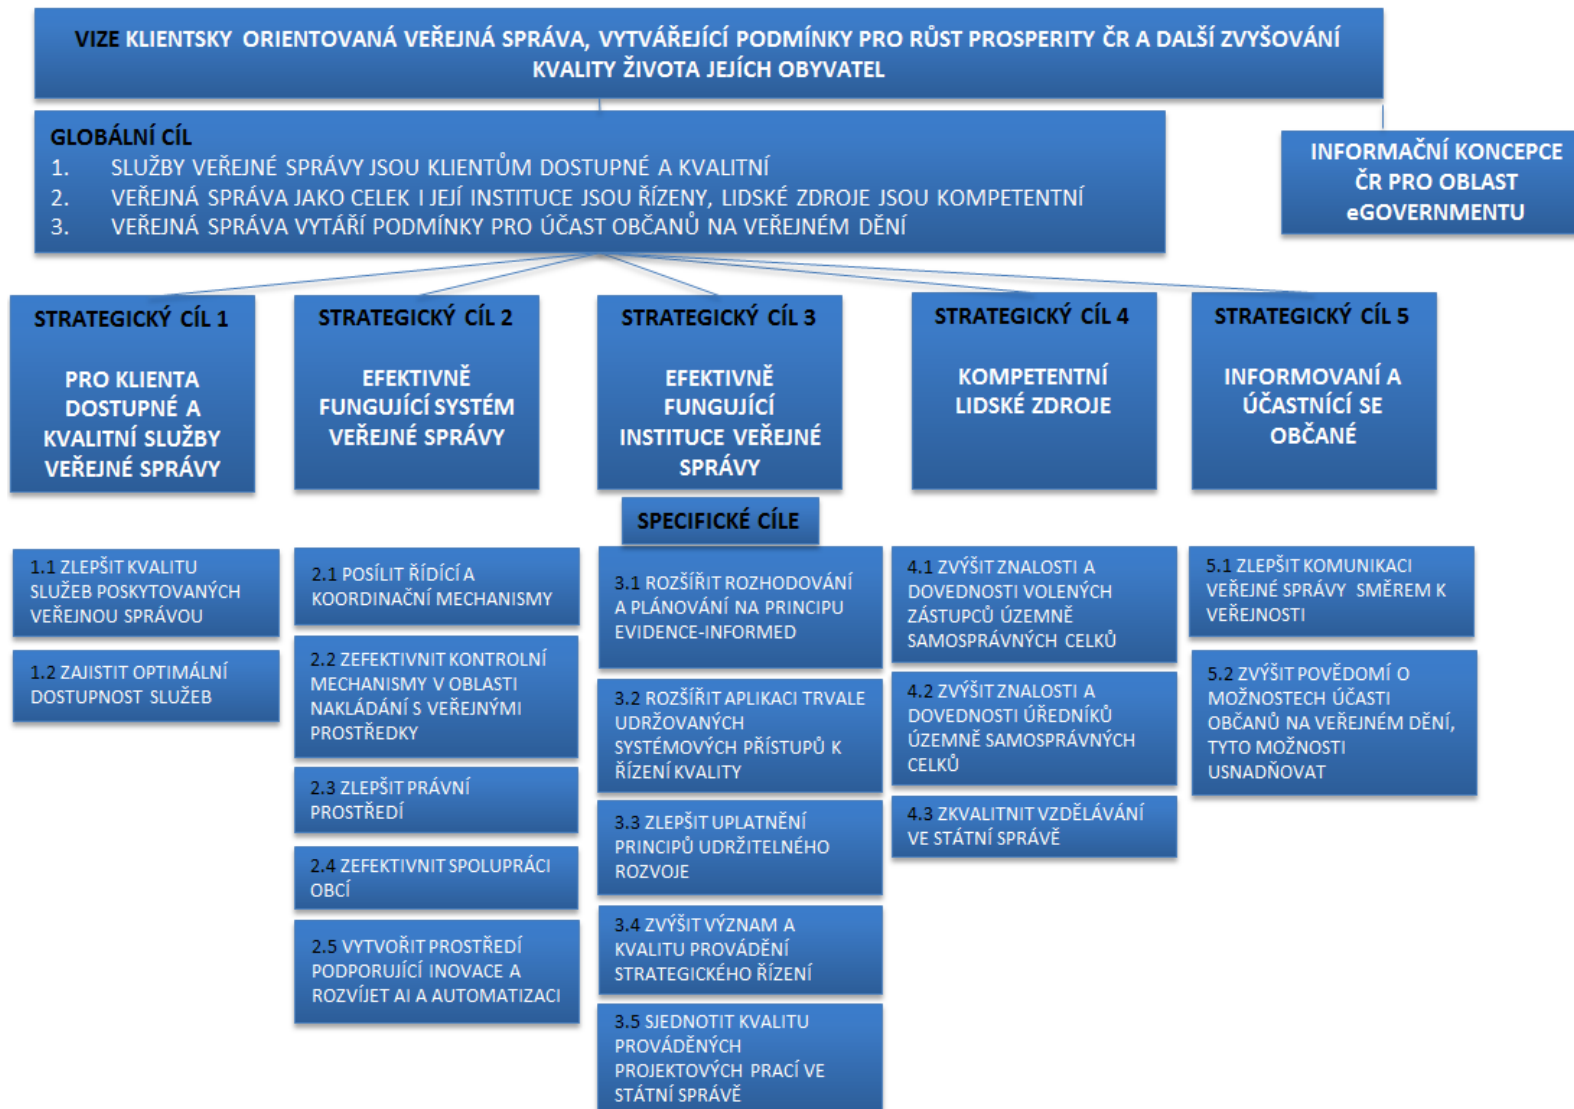 VIZE KLIENTSKY ORIENTOVANÁ VEŘEJNÁ SPRÁVA, VYTVÁŘEJÍCÍ PODMÍNKY PRO RŮST PROSPERITY ČR A DALŠÍ ZVYŠOVÁNÍ
KVALITY ŽIVOTA JEJÍCH OBYVATEL
GLOBÁLNÍ CÍL
1. SLUŽBY VEŘEJNÉ SPRÁVY JSOU KLIENTŮM DOSTUPNÉ A KVALITNÍ
2. VEŘEJNÁ SPRÁVA JAKO CELEK I JEJÍ INSTITUCE JSOU ŘÍZENY, LIDSKÉ ZDROJE JSOU KOMPETENTNÍ
3. VEŘEJNÁ SPRÁVA VYTÁŘÍ PODMÍNKY PRO ÚČAST OBČANŮ NA VEŘEJNÉM DĚNÍ
INFORMAČNÍ KONCEPCE
ČR PRO OBLAST
eGOVERNMENTU
STRATEGICKÝ CÍL 1
PRO KLIENTA
DOSTUPNÉ A
KVALITNÍ SLUŽBY
VEŘEJNÉ SPRÁVY
STRATEGICKÝ CÍL 2
EFEKTIVNĚ
FUNGUJÍCÍ SYSTÉM
VEŘEJNÉ SPRÁVY
STRATEGICKÝ CÍL 3
EFEKTIVNĚ
FUNGUJÍCÍ
INSTITUCE VEŘEJNÉ
SPRÁVY
STRATEGICKÝ CÍL 4
KOMPETENTNÍ
LIDSKÉ ZDROJE
STRATEGICKÝ CÍL 5
INFORMOVANÍ A
ÚČASTNÍCÍ SE
OBČANÉ
SPECIFICKÉ CÍLE
1.1 ZLEPŠIT KVALITU
SLUŽEB POSKYTOVANÝCH
VEŘEJNOU SPRÁVOU
1.2 ZAJISTIT OPTIMÁLNÍ
DOSTUPNOST SLUŽEB
2.1 POSÍLIT ŘÍDÍCÍ A
KOORDINAČNÍ MECHANISMY
2.2 ZEFEKTIVNIT KONTROLNÍ
MECHANISMY V OBLASTI
NAKLÁDÁNÍ S VEŘEJNÝMI
PROSTŘEDKY
2.3 ZLEPŠIT PRÁVNÍ
PROSTŘEDÍ
2.4 ZEFEKTIVNIT SPOLUPRÁCI
OBCÍ
2.5 VYTVOŘIT PROSTŘEDÍ
PODPORUJÍCÍ INOVACE A
ROZVÍJET AI A AUTOMATIZACI
3.1 ROZŠÍŘIT ROZHODOVÁNÍ
A PLÁNOVÁNÍ NA PRINCIPU
EVIDENCE-INFORMED
3.2 ROZŠÍŘIT APLIKACI TRVALE
UDRŽOVANÝCH
SYSTÉMOVÝCH PŘÍSTUPŮ K
ŘÍZENÍ KVALITY
3.3 ZLEPŠIT UPLATNĚNÍ
PRINCIPŮ UDRŽITELNÉHO
ROZVOJE
3.4 ZVÝŠIT VÝZNAM A
KVALITU PROVÁDĚNÍ
STRATEGICKÉHO ŘÍZENÍ
3.5 SJEDNOTIT KVALITU
PROVÁDĚNÝCH
PROJEKTOVÝCH PRACÍ VE
STÁTNÍ SPRÁVĚ
4.1 ZVÝŠIT ZNALOSTI A
DOVEDNOSTI VOLENÝCH
ZÁSTUPCŮ ÚZEMNĚ
SAMOSPRÁVNÝCH CELKŮ
4.2 ZVÝŠIT ZNALOSTI A
DOVEDNOSTI ÚŘEDNÍKŮ
ÚZEMNĚ SAMOSPRÁVNÝCH
CELKŮ
4.3 ZKVALITNIT VZDĚLÁVÁNÍ
VE STÁTNÍ SPRÁVĚ
5.1 ZLEPŠIT KOMUNIKACI
VEŘEJNÉ SPRÁVY SMĚREM K
VEŘEJNOSTI
5.2 ZVÝŠIT POVĚDOMÍ O
MOŽNOSTECH ÚČASTI
OBČANŮ NA VEŘEJNÉM DĚNÍ,
TYTO MOŽNOSTI
USNADŇOVAT